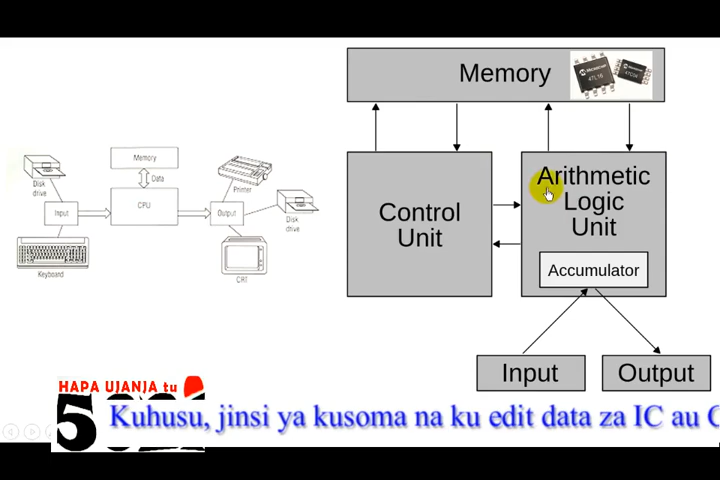 Memory
47L16
Control
Unit
Arithmetic
Logic
Unit
Accumulator
Input
Output
Memory
Data
CPU
Disk
drive
Input
Keyboard
Printer
Output
Disk
drive
CRT
HAPA UJANJA tu
5
Kuhusu, jinsi ya kusoma na ku edit data za IC au